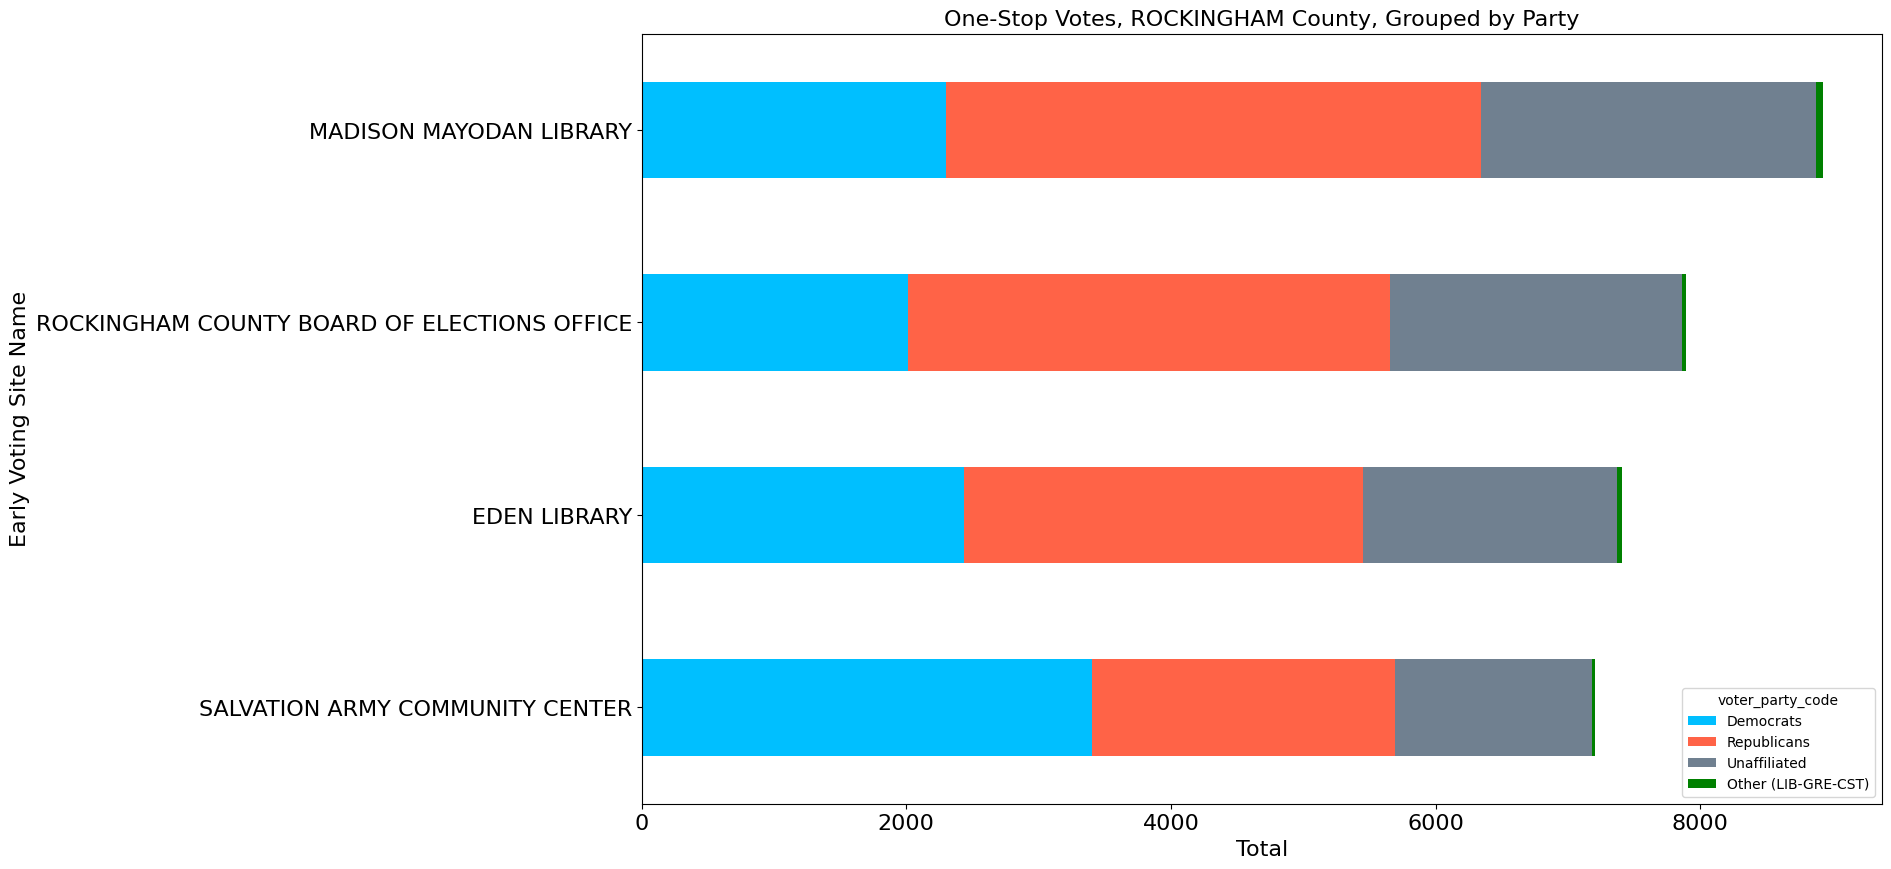 One-Stop Votes, ROCKINGHAM County, Grouped by Party
Early Voting Site Name
MADISON MAYODAN LIBRARY
ROCKINGHAM COUNTY BOARD OF ELECTIONS OFFICE
EDEN LIBRARY
SALVATION ARMY COMMUNITY CENTER
voter_party_code
Democrats
Republicans
Unaffiliated
Other (LIB-GRE-CST)
0 2000 4000 6000 8000
Total